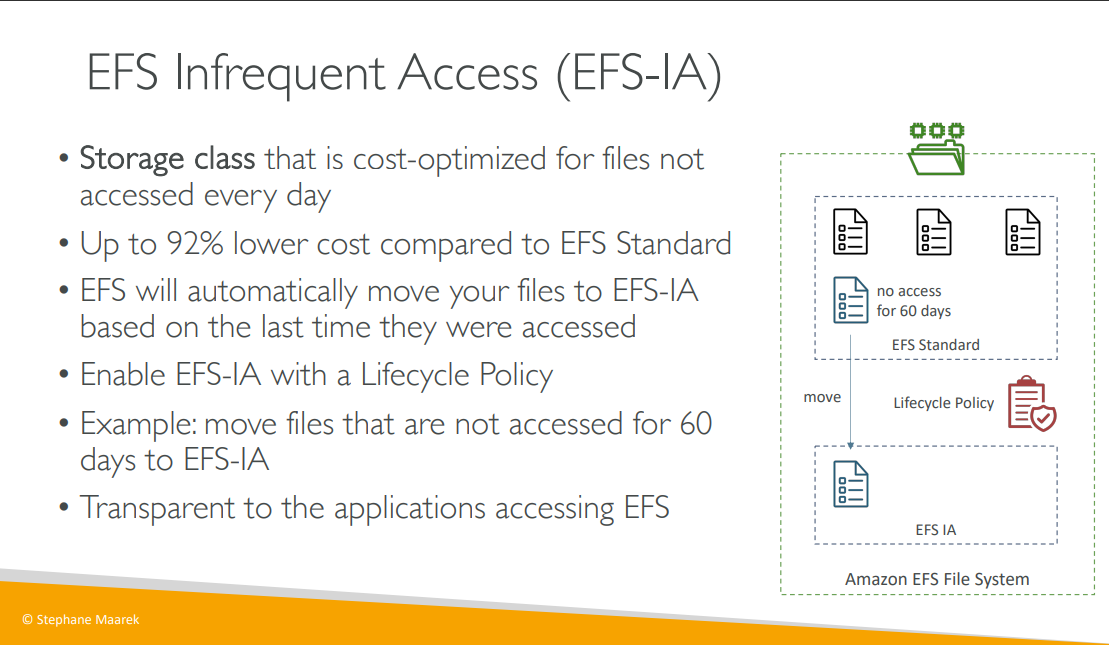 EFS Infrequent Access (EFS-IA)
• Storage class that is cost-optimized for files not
accessed every day
• Up to 92% lower cost compared to EFS Standard
• EFS will automatically move your files to EFS-IA
based on the last time they were accessed
• Enable EFS-IA with a Lifecycle Policy
• Example: move files that are not accessed for 60
days to EFS-IA
• Transparent to the applications accessing EFS
no access
for 60 days
EFS Standard
move
Lifecycle Policy
EFS IA
Amazon EFS File System
© Stephane Maarek